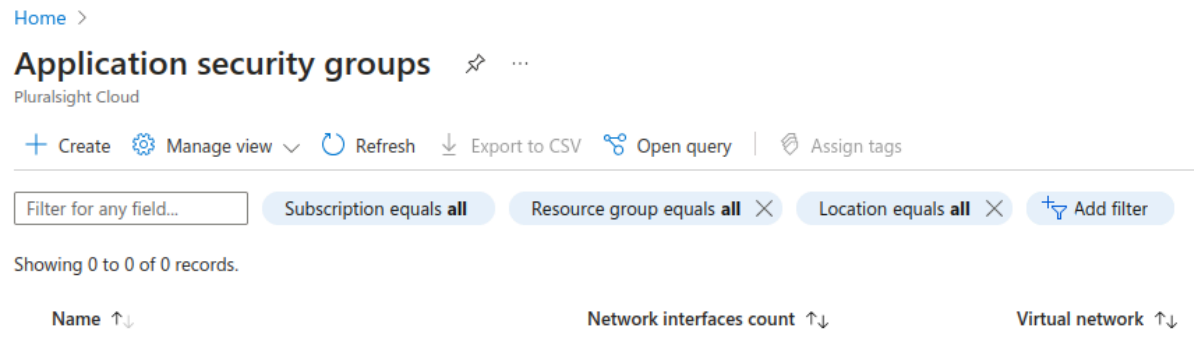 Home >
Application security groups ...
Pluralsight Cloud
+ Create Manage view Refresh Export to CSV Open query Assign tags
Filter for any field... Subscription equals all Resource group equals all Location equals all Add filter
Showing 0 to 0 of 0 records.
Name ↑↓ Network interfaces count ↑↓ Virtual network ↑↓